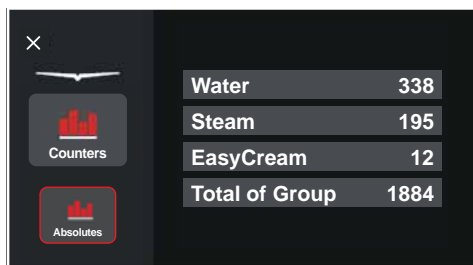 Counters
Absolutes
Water 338
Steam 195
EasyCream 12
Total of Group 1884